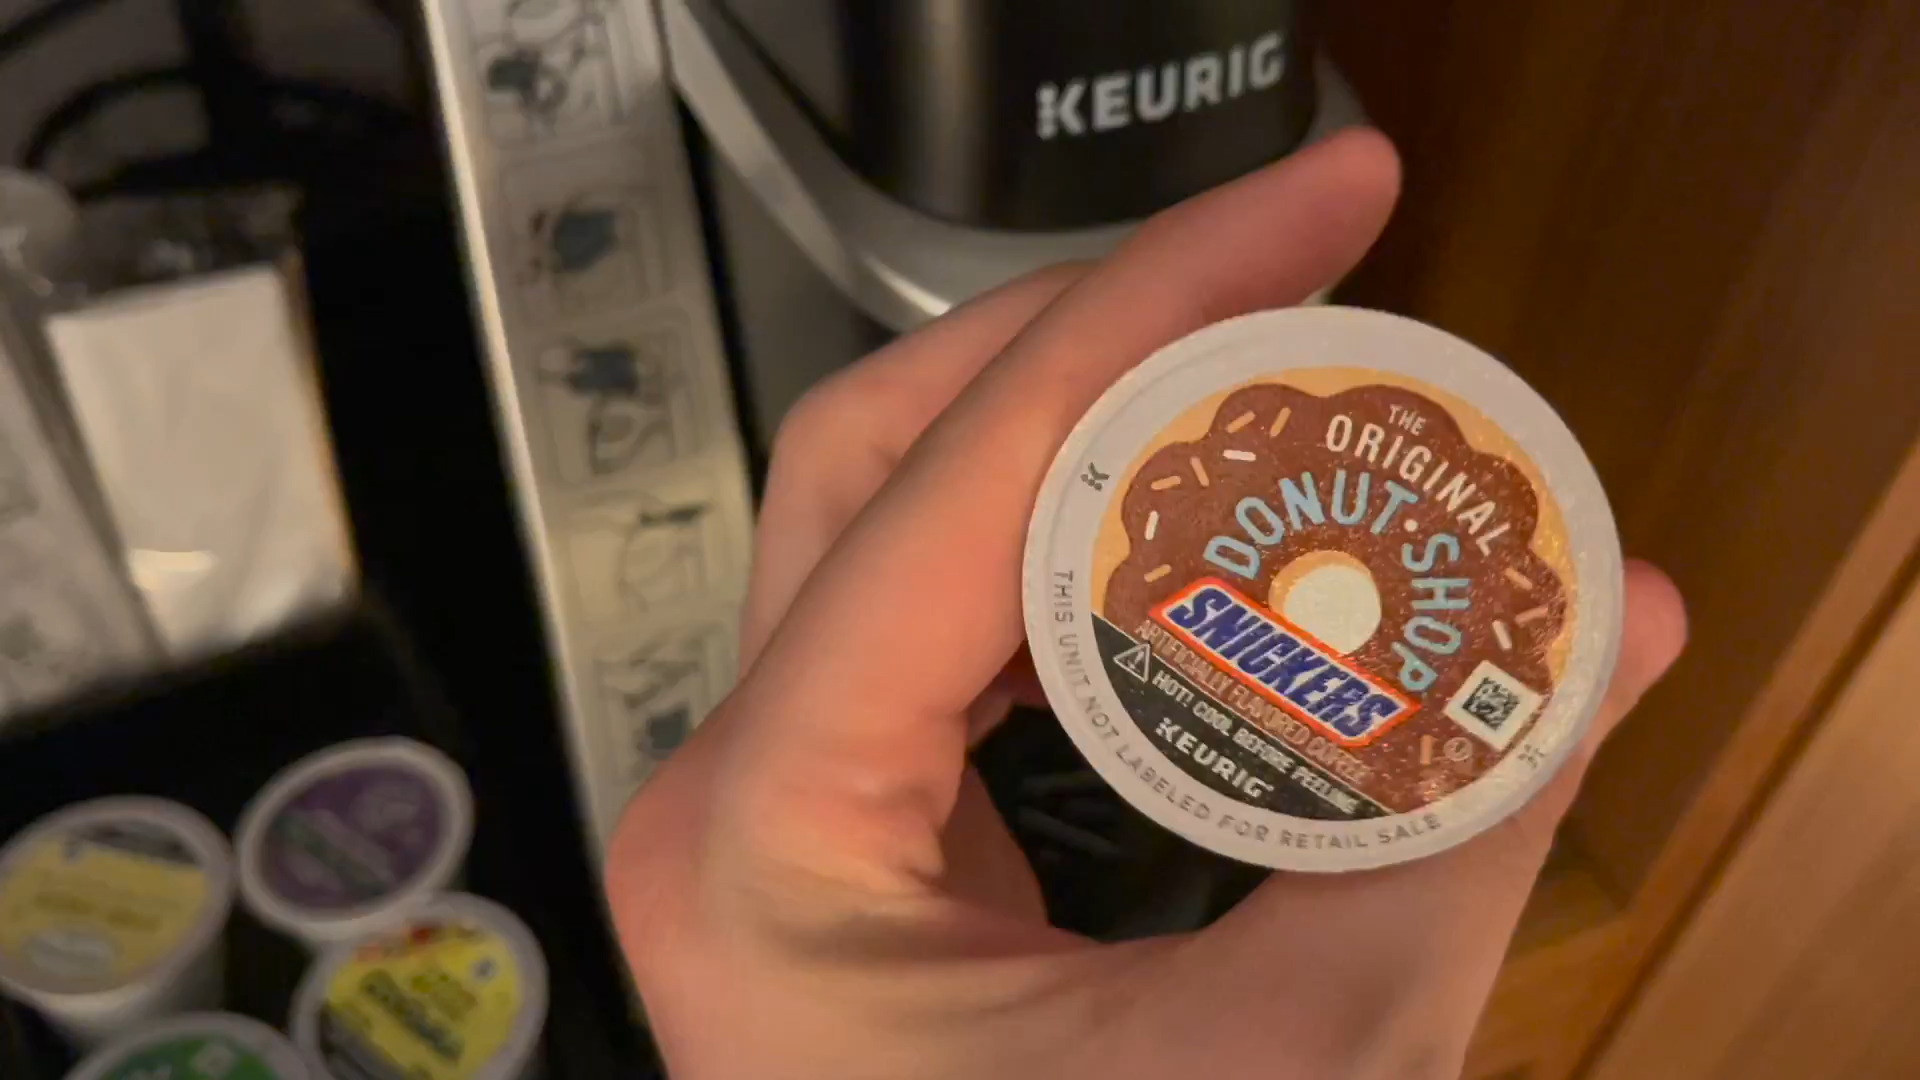 KEURIG
THE
ORIGINAL
DONUT·SHOP
SNICKERS
ARTIFICIALLY FLAVORED COFFEE
HOT! COOL BEFORE PEELING
KEURIG
THIS UNIT NOT LABELED FOR RETAIL SALE